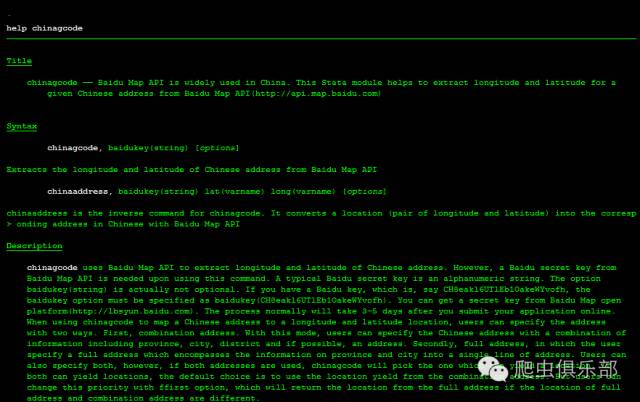 .
help chinagcode
Title
chinagcode —— Baidu Map API is widely used in China. This Stata module helps to extract longitude and latitude for a
given Chinese address from Baidu Map API(http://api.map.baidu.com)
Syntax
chinagcode, baidukey(string) [options]
Extracts the longitude and latitude of Chinese address from Baidu Map API
chinaaddress, baidukey(string) lat(varname) long(varname) [options]
chinaaddress is the inverse command for chinagcode. It converts a location (pair of longitude and latitude) into the corresp
> onding address in Chinese with Baidu Map API
Description
chinagcode uses Baidu Map API to extract longitude and latitude of Chinese address. However, a Baidu secret key from
Baidu Map API is needed upon using this command. A typical Baidu secret key is an alphanumeric string. The option
baidukey(string) is actually not optional. If you have a Baidu key, which is, say CH8eakl6UTlEb1OakeWYvofh, the
baidukey option must be specified as baidukey(CH8eakl6UTlEb1OakeWYvofh). You can get a secret key from Baidu Map open
platform(http://lbsyun.baidu.com). The process normally will take 3-5 days after you submit your application online.
When using chinagcode to map a Chinese address to a longitude and latitude location, users can specify the address
with two ways. First, combination address. With this mode, users can specify the address with a combination of
information including province, city, district and if possible, an address. Secondly, full address, in which the user
specify a full address which encompasses the information on province and city into a single line of address. Users can
also specify both, however, if both addresses are used, chinagcode will pick the one which
both can yield locations, the default choice is to use the location yield from the combination address. But users can
change this priority with ffirst option, which will return the location from the full address if the location of full
address and combination address are different.
爬虫俱乐部